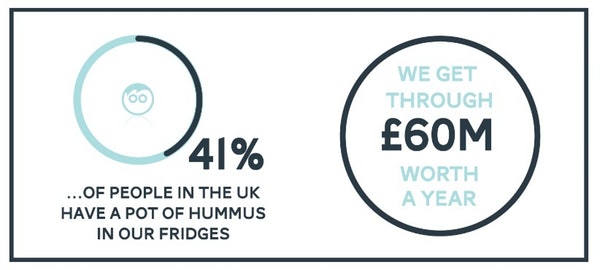 41%
...OF PEOPLE IN THE UK
HAVE A POT OF HUMMUS
IN OUR FRIDGES
WE GET
THROUGH
£60M
WORTH
A YEAR